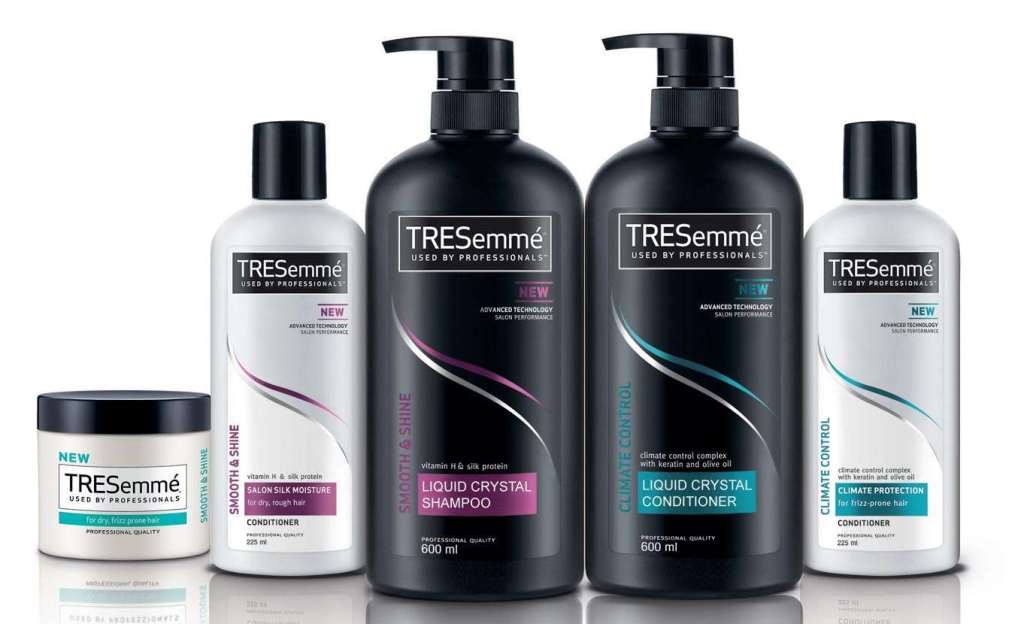 NEW
TRESemmé
USED BY PROFESSIONALS
for dry, frizz prone hair
PROFESSIONAL QUALITY
SMOOTH & SHINE
TRESemmé
USED BY PROFESSIONALS™
NEW
ADVANCED TECHNOLOGY
SALON PERFORMANCE
SMOOTH & SHINE
vitamin H & silk protein
SALON SILK MOISTURE
for dry, rough hair
CONDITIONER
PROFESSIONAL QUALITY
225 ml
TRESemmé™
USED BY PROFESSIONALS™
NEW
ADVANCED TECHNOLOGY
SALON PERFORMANCE
SMOOTH & SHINE
vitamin H & silk protein
LIQUID CRYSTAL
SHAMPOO
PROFESSIONAL QUALITY
600 ml
TRESemmé™
USED BY PROFESSIONALS™
NEW
ADVANCED TECHNOLOGY
SALON PERFORMANCE
CLIMATE CONTROL
climate control complex
with keratin and olive oil
LIQUID CRYSTAL
CONDITIONER
PROFESSIONAL QUALITY
600 ml
TRESemmé
USED BY PROFESSIONALS™
NEW
ADVANCED TECHNOLOGY
SALON PERFORMANCE
CLIMATE CONTROL
climate control complex
with keratin and olive oil
CLIMATE PROTECTION
for frizz-prone hair
CONDITIONER
PROFESSIONAL QUALITY
225 ml